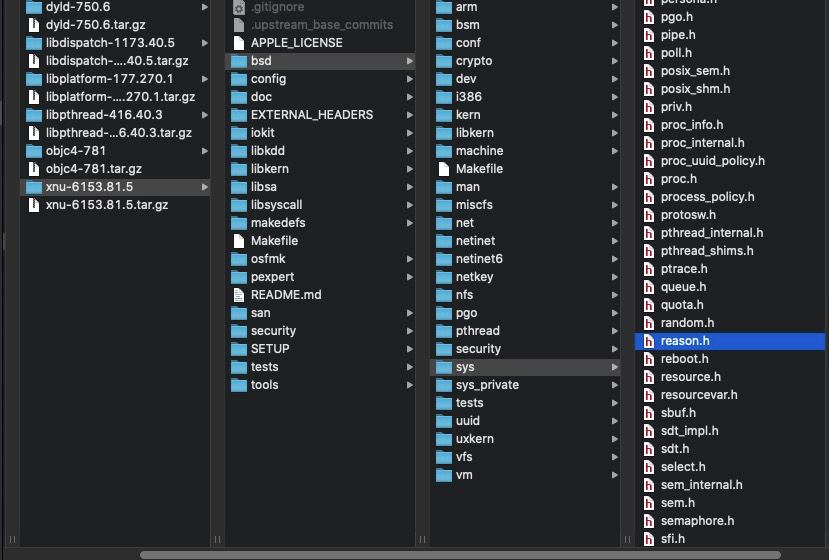 dyld-750.6
dyld-750.6.tar.gz
libdispatch-1173.40.5
libdispatch-....40.5.tar.gz
libplatform-177.270.1
libplatform-....270.1.tar.gz
libpthread-416.40.3
libpthread-...6.40.3.tar.gz
objc4-781
objc4-781.tar.gz
xnu-6153.81.5
xnu-6153.81.5.tar.gz
.gitignore
.upstream_base_commits
APPLE_LICENSE
bsd
config
doc
EXTERNAL_HEADERS
iokit
libkdd
libkern
libsa
libsyscall
makedefs
Makefile
osfmk
pexpert
README.md
san
security
SETUP
tests
tools
arm
bsm
conf
crypto
dev
i386
kern
libkern
machine
Makefile
man
miscfs
net
netinet
netinet6
netkey
nfs
pgo
pthread
security
sys
sys_private
tests
uuid
uxkern
vfs
vm
persona.h
pgo.h
pipe.h
poll.h
posix_sem.h
posix_shm.h
priv.h
proc_info.h
proc_internal.h
proc_uuid_policy.h
proc.h
process_policy.h
protosw.h
pthread_internal.h
pthread_shims.h
ptrace.h
queue.h
quota.h
random.h
reason.h
reboot.h
resource.h
resourcevar.h
sbuf.h
sdt_impl.h
sdt.h
select.h
sem_internal.h
sem.h
semaphore.h
sfi.h